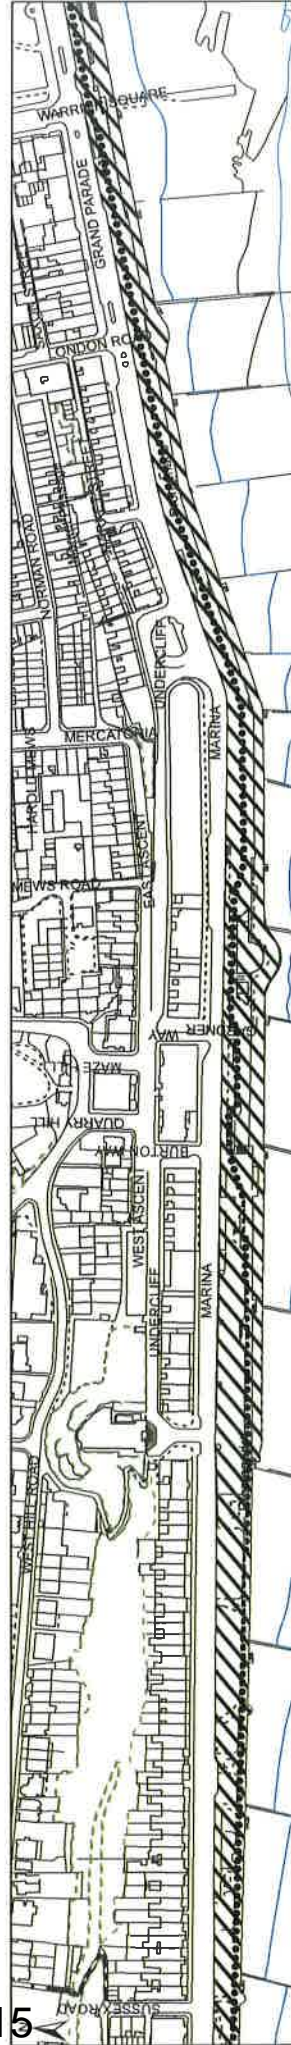 WARRIOR SQUARE
GRAND PARADE
LONDON ROAD
NORMAN ROAD
UNDERCLIFF
MERCATORIA
MARINA
HAROLD MEWS
EAST ASCENT
MEWS ROAD
WAY
MAZE HILL
QUARRY HILL
BURTON WAY
WEST ASCENT
UNDERCLIFF
MARINA
WEST HILL ROAD
SUSSEX ROAD
15